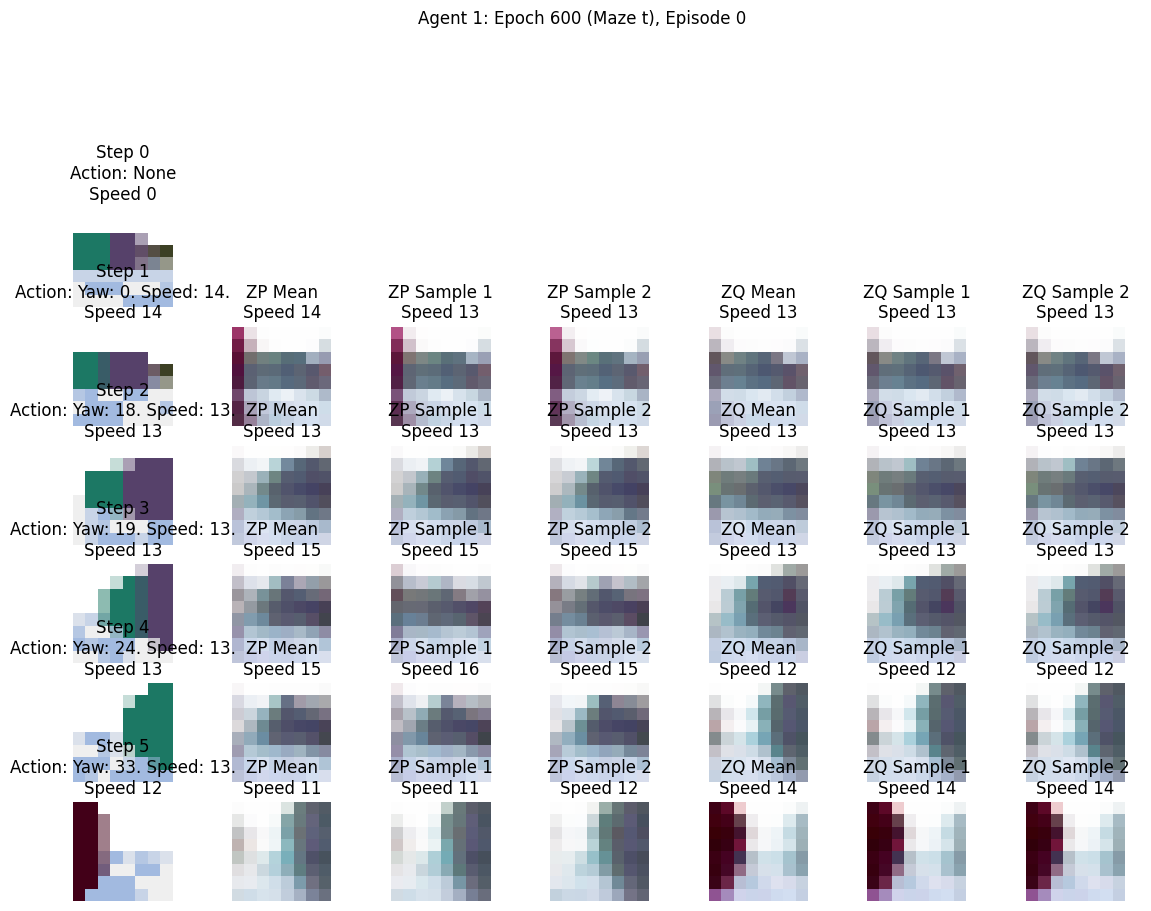 Agent 1: Epoch 600 (Maze t), Episode 0
Step 0
Action: None
Speed 0
Step 1
Action: Yaw: 0. Speed: 14.
Speed 14
ZP Mean
Speed 14
ZP Sample 1
Speed 13
ZP Sample 2
Speed 13
ZQ Mean
Speed 13
ZQ Sample 1
Speed 13
ZQ Sample 2
Speed 13
Step 2
Action: Yaw: 18. Speed: 13.
Speed 13
ZP Mean
Speed 13
ZP Sample 1
Speed 13
ZP Sample 2
Speed 13
ZQ Mean
Speed 13
ZQ Sample 1
Speed 13
ZQ Sample 2
Speed 13
Step 3
Action: Yaw: 19. Speed: 13.
Speed 13
ZP Mean
Speed 15
ZP Sample 1
Speed 15
ZP Sample 2
Speed 15
ZQ Mean
Speed 13
ZQ Sample 1
Speed 13
ZQ Sample 2
Speed 13
Step 4
Action: Yaw: 24. Speed: 13.
Speed 13
ZP Mean
Speed 15
ZP Sample 1
Speed 16
ZP Sample 2
Speed 15
ZQ Mean
Speed 12
ZQ Sample 1
Speed 12
ZQ Sample 2
Speed 12
Step 5
Action: Yaw: 33. Speed: 13.
Speed 12
ZP Mean
Speed 11
ZP Sample 1
Speed 11
ZP Sample 2
Speed 12
ZQ Mean
Speed 14
ZQ Sample 1
Speed 14
ZQ Sample 2
Speed 14